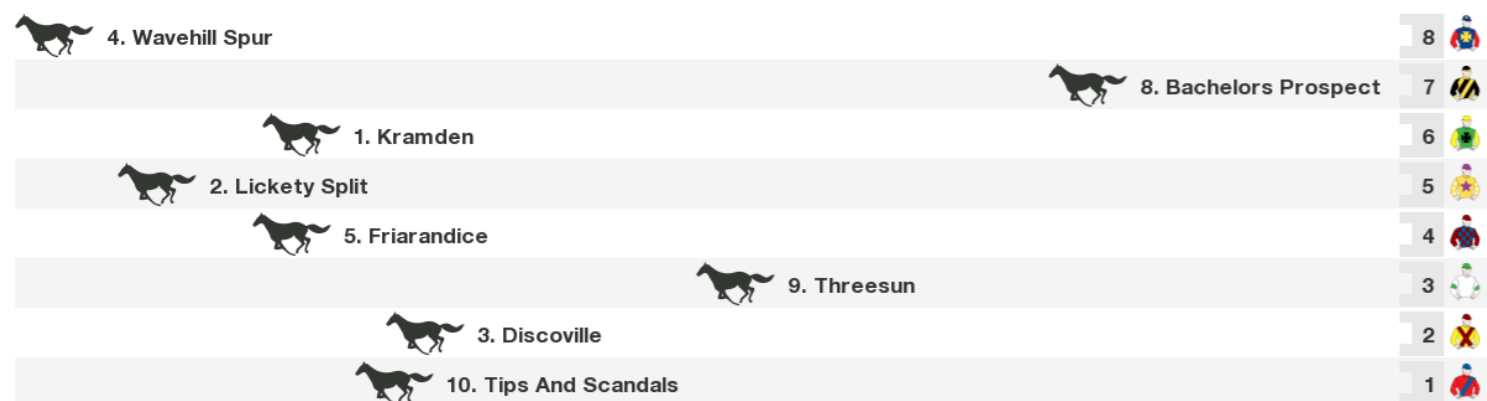 4. Wavehill Spur 8
8. Bachelors Prospect 7
1. Kramden 6
2. Lickety Split 5
5. Friarandice 4
9. Threesun 3
3. Discoville 2
10. Tips And Scandals 1